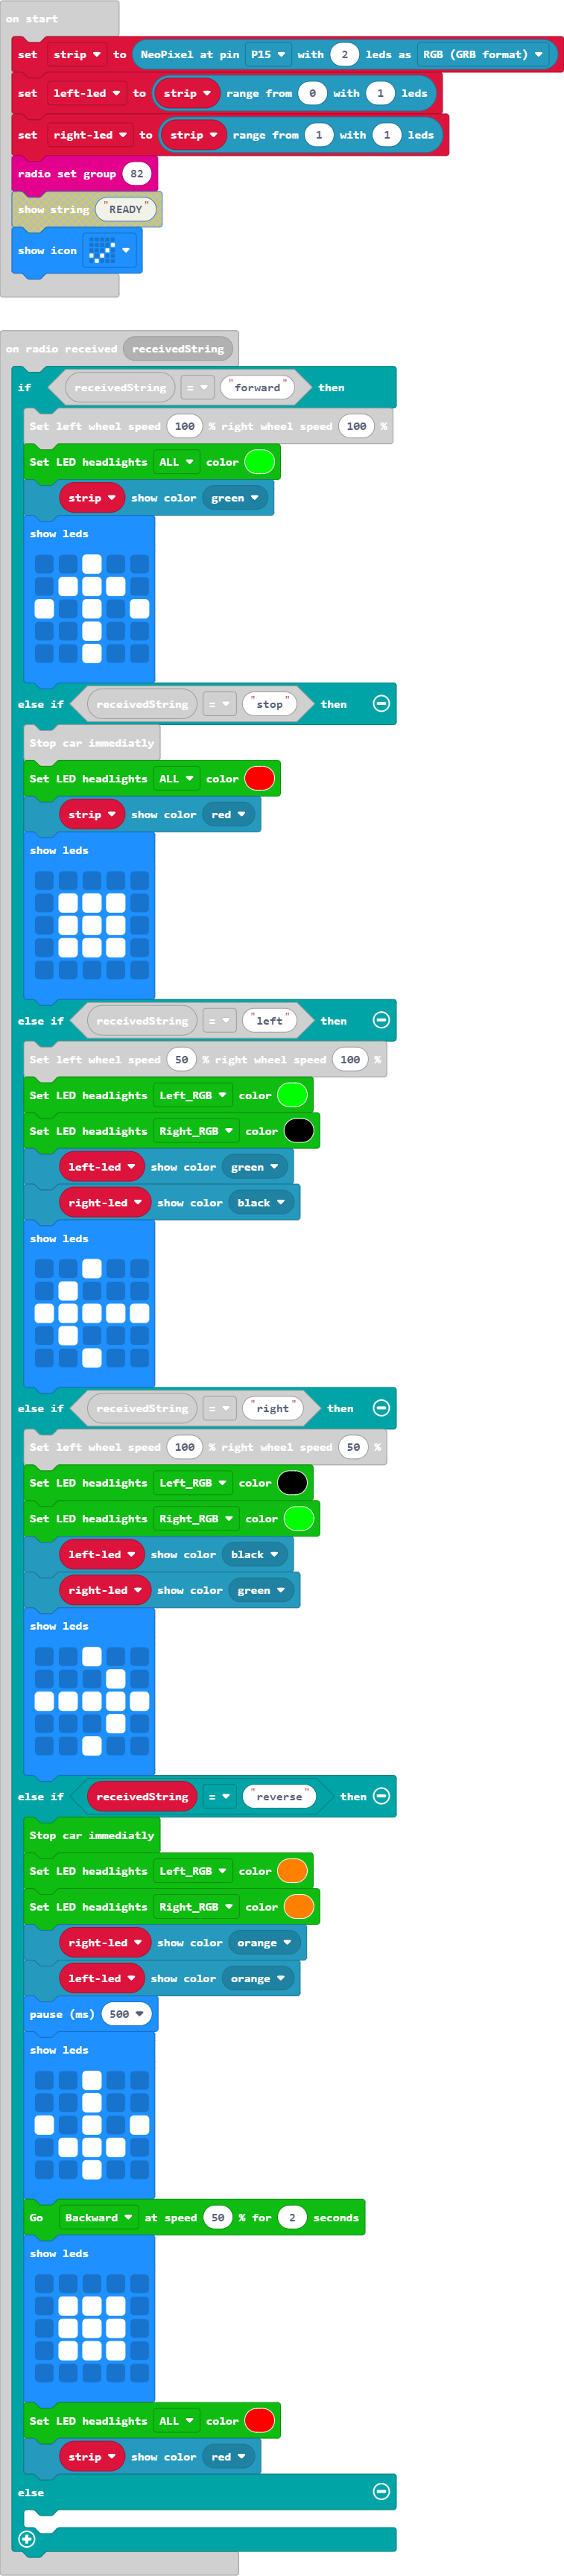 on start
set strip to NeoPixel at pin P15 with 2 leds as RGB (GRB format)
set left-led to strip range from 0 with 1 leds
set right-led to strip range from 1 with 1 leds
radio set group 82
show string "READY"
show icon
on radio received receivedString
if receivedString = "forward" then
Set left wheel speed 100 % right wheel speed 100 %
Set LED headlights ALL color
strip show color green
show leds
else if receivedString = "stop" then
Stop car immediatly
Set LED headlights ALL color
strip show color red
show leds
else if receivedString = "left" then
Set left wheel speed 50 % right wheel speed 100 %
Set LED headlights Left_RGB color
Set LED headlights Right_RGB color
left-led show color green
right-led show color black
show leds
else if receivedString = "right" then
Set left wheel speed 100 % right wheel speed 50 %
Set LED headlights Left_RGB color
Set LED headlights Right_RGB color
left-led show color black
right-led show color green
show leds
else if receivedString = "reverse" then
Stop car immediatly
Set LED headlights Left_RGB color
Set LED headlights Right_RGB color
right-led show color orange
left-led show color orange
pause (ms) 500
show leds
Go Backward at speed 50 % for 2 seconds
show leds
Set LED headlights ALL color
strip show color red
else